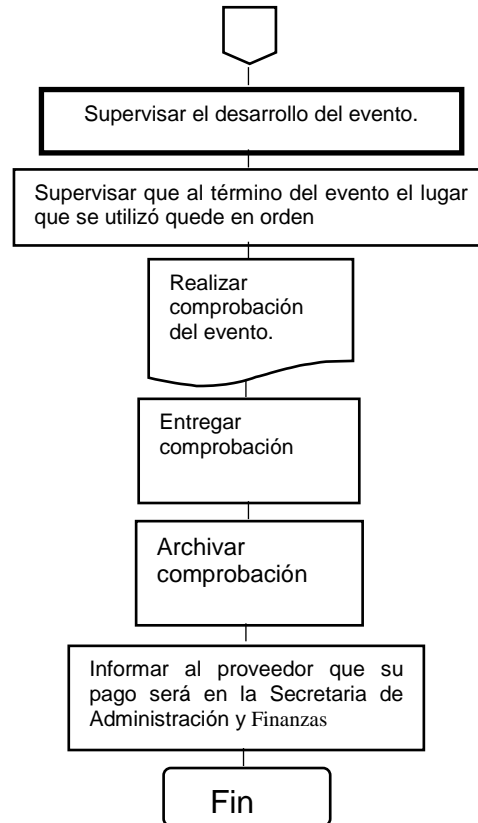 Supervisar el desarrollo del evento.
Supervisar que al término del evento el lugar
que se utilizó quede en orden
Realizar
comprobación
del evento.
Entregar
comprobación
Archivar
comprobación
Informar al proveedor que su
pago será en la Secretaria de
Administración y Finanzas
Fin